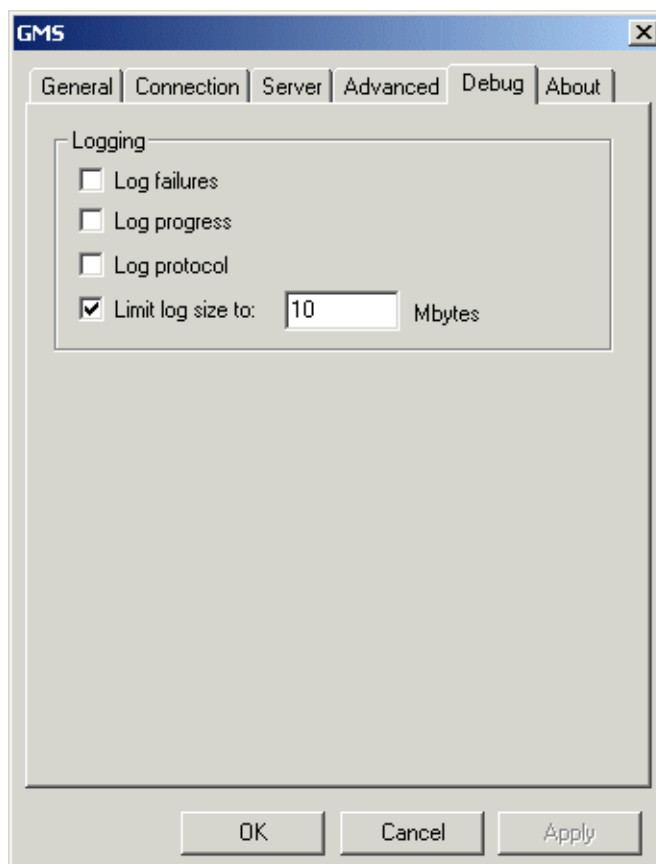 GMS
General Connection Server Advanced Debug About
Logging
Log failures
Log progress
Log protocol
Limit log size to: 10 Mbytes
OK Cancel Apply